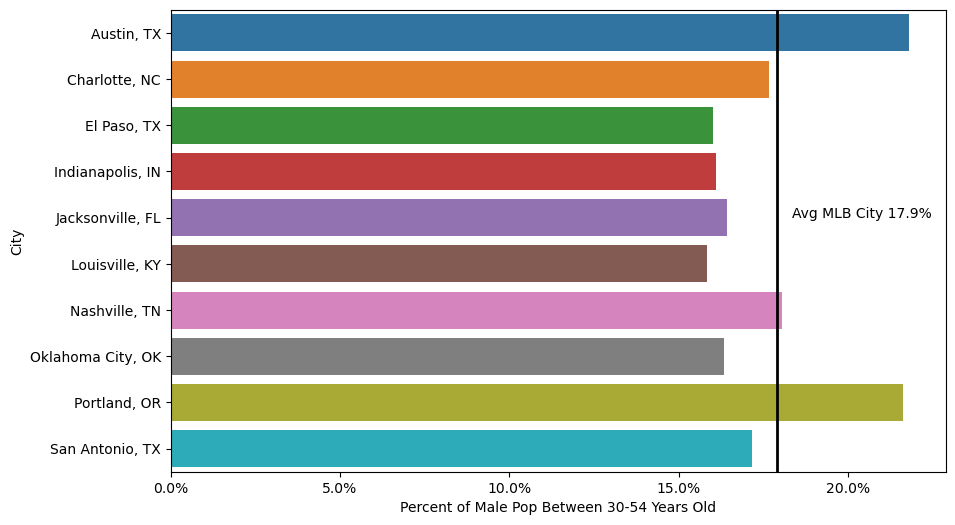 Austin, TX
Charlotte, NC
El Paso, TX
Indianapolis, IN
Jacksonville, FL
Louisville, KY
Nashville, TN
Oklahoma City, OK
Portland, OR
San Antonio, TX
City
Avg MLB City 17.9%
0.0% 5.0% 10.0% 15.0% 20.0%
Percent of Male Pop Between 30-54 Years Old